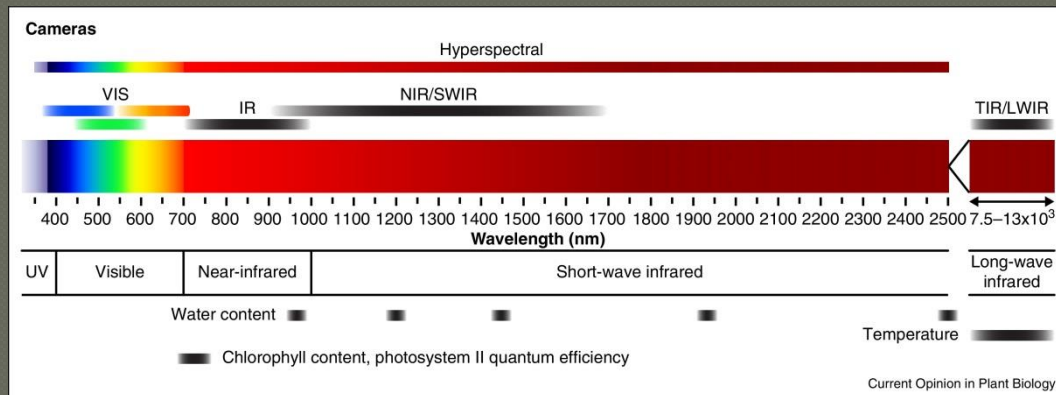 Cameras
Hyperspectral
VIS
IR
NIR/SWIR
TIR/LWIR
400 500 600 700 800 900 1000 1100 1200 1300 1400 1500 1600 1700 1800 1900 2000 2100 2200 2300 2400 2500 7.5–13x10³
Wavelength (nm)
UV Visible Near-infrared Short-wave infrared Long-wave
infrared
Water content
Temperature
Chlorophyll content, photosystem II quantum efficiency
Current Opinion in Plant Biology